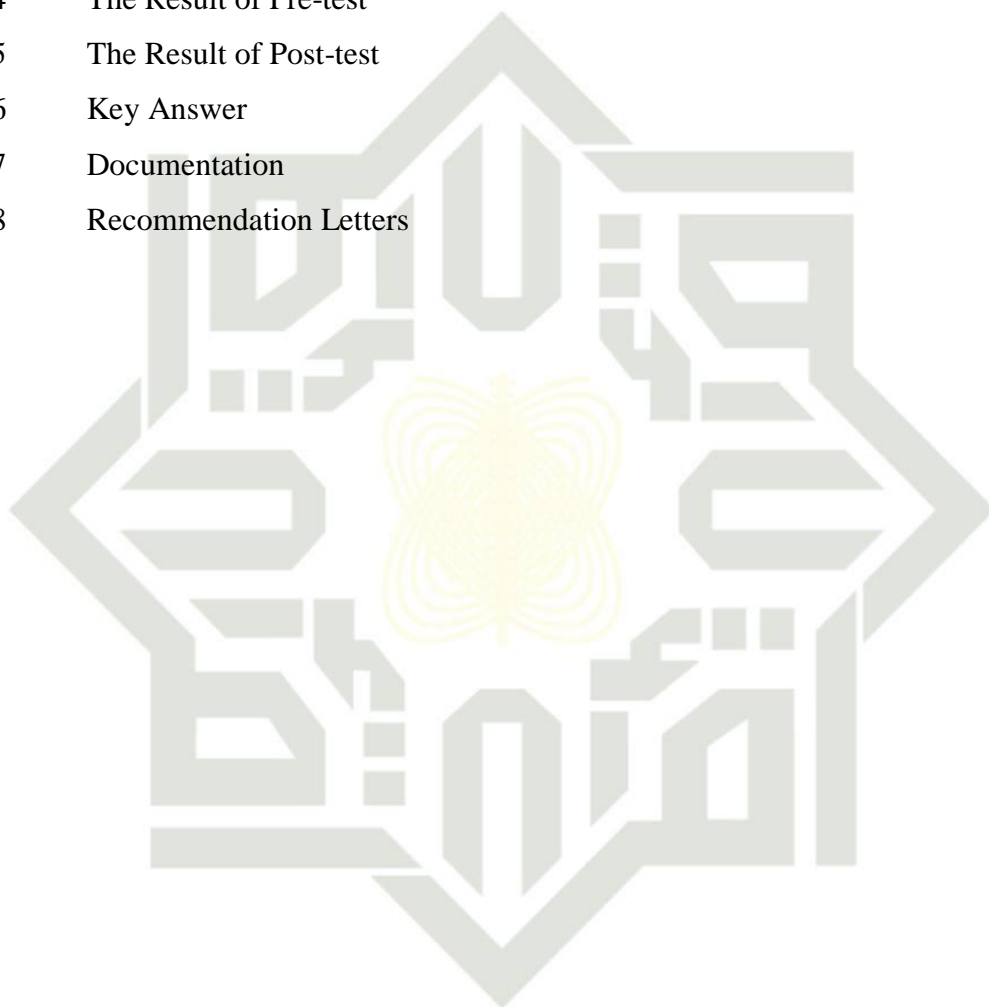 4 The Result of Pre-test
5 The Result of Post-test
6 Key Answer
7 Documentation
8 Recommendation Letters